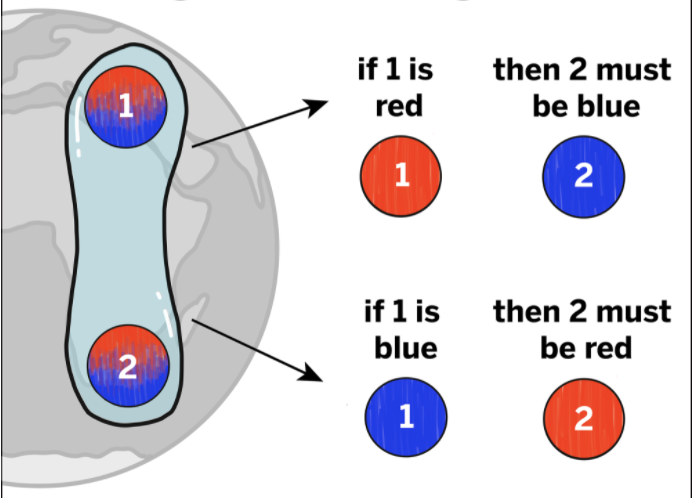 1
if 1 is
red
then 2 must
be blue
1
2
2
if 1 is
blue
then 2 must
be red
1
2